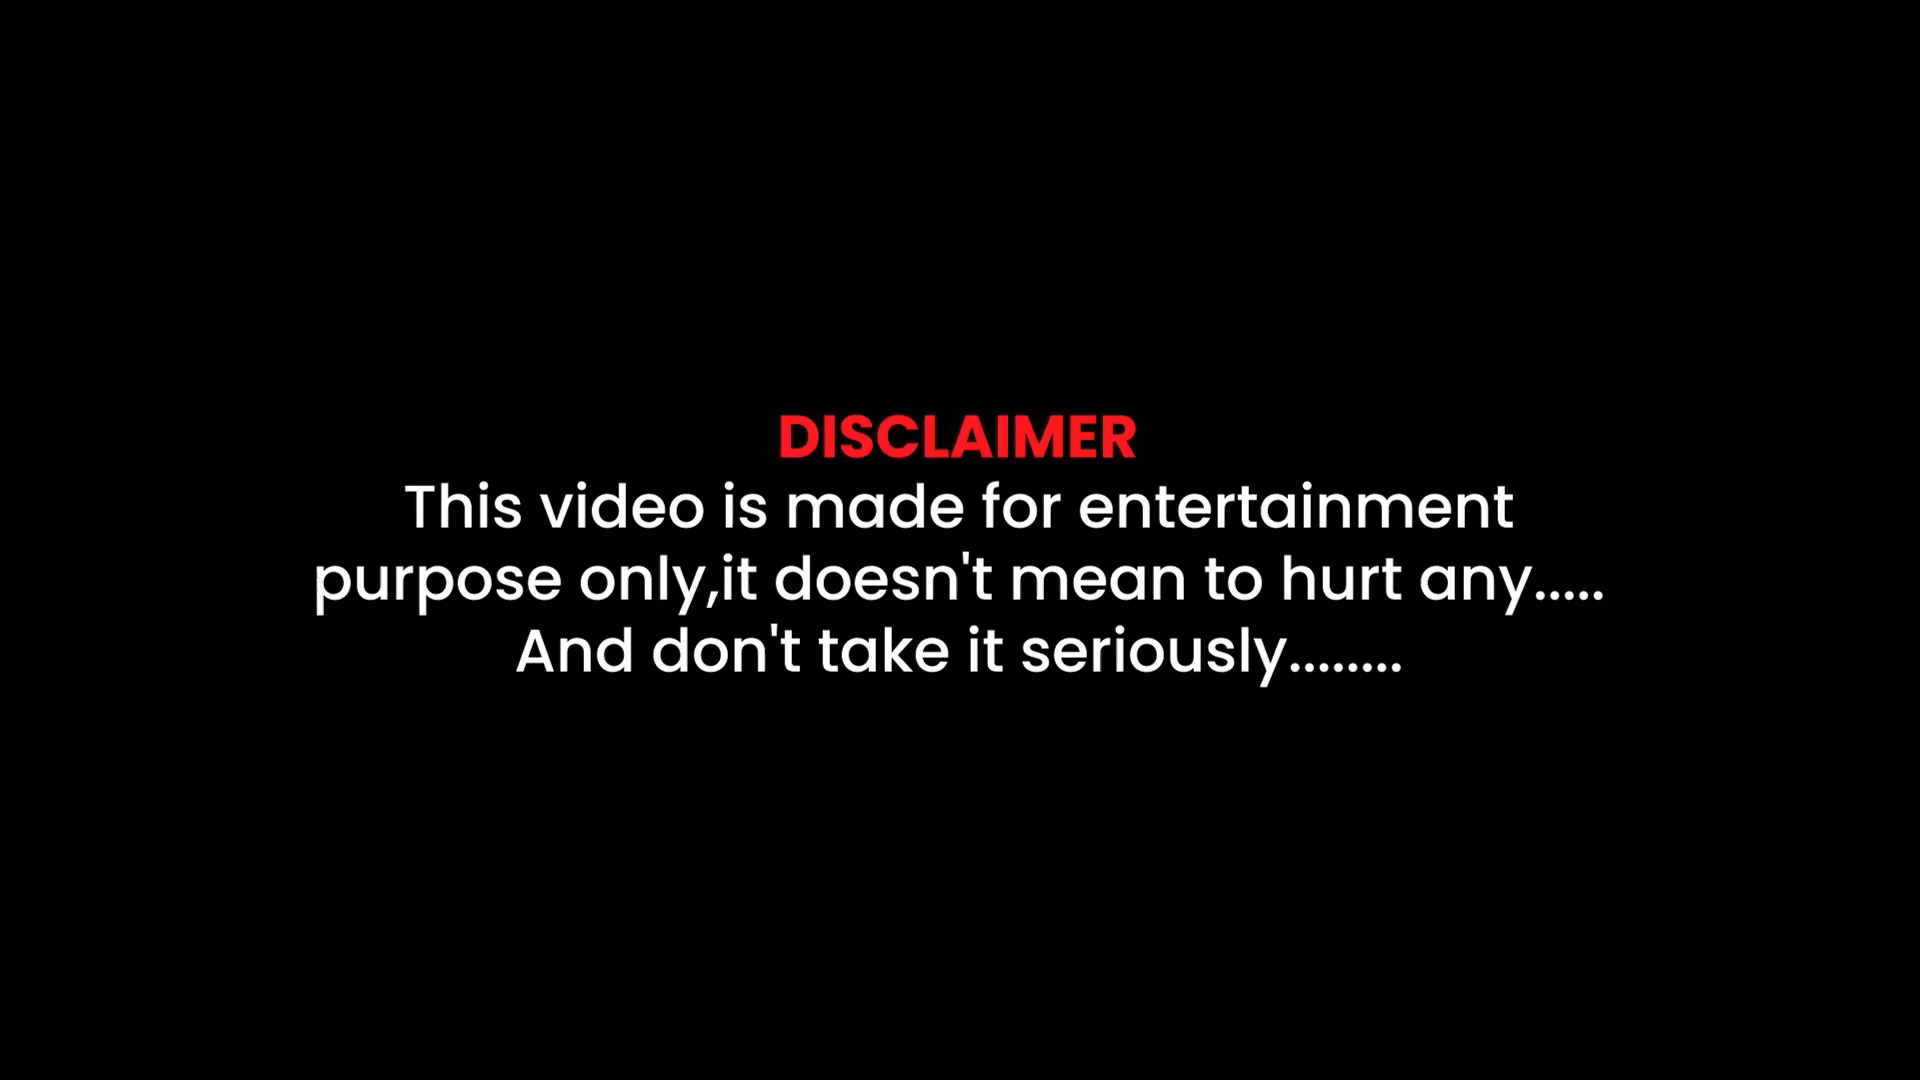 DISCLAIMER
This video is made for entertainment
purpose only,it doesn't mean to hurt any.....
And don't take it seriously........